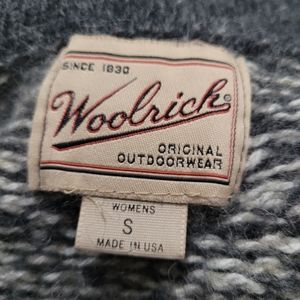 SINCE 1830
Woolrich®
ORIGINAL
OUTDOORWEAR
WOMENS
S
MADE IN USA